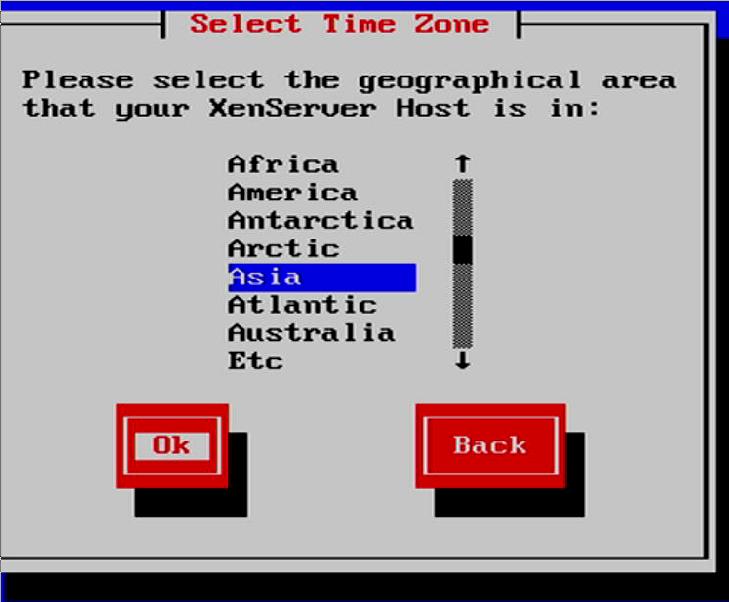 Select Time Zone
Please select the geographical area
that your XenServer Host is in:
Africa
America
Antarctica
Arctic
Asia
Atlantic
Australia
Etc
Ok
Back